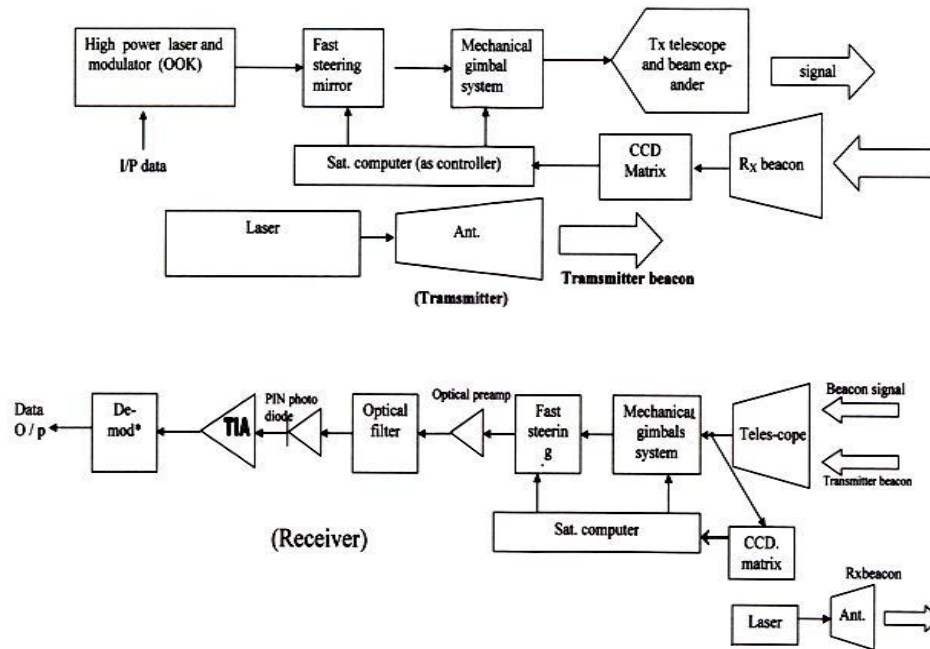 High power laser and
modulator (OOK)
Fast
steering
mirror
Mechanical
gimbal
system
Tx telescope
and beam exp-
ander
signal
I/P data
Sat. computer (as controller)
CCD
Matrix
Rx beacon
Laser
Ant.
Tramsmitter beacon
(Tramsmitter)
Data
O / p
De-
mod*
TIA
PIN photo
diode
Optical
filter
Optical preamp
Fast
steerin
g
Mechanical
gimbals
system
Teles-cope
Beacon signal
Transmitter beacon
Sat. computer
CCD.
matrix
(Receiver)
Rxbeacon
Laser
Ant.